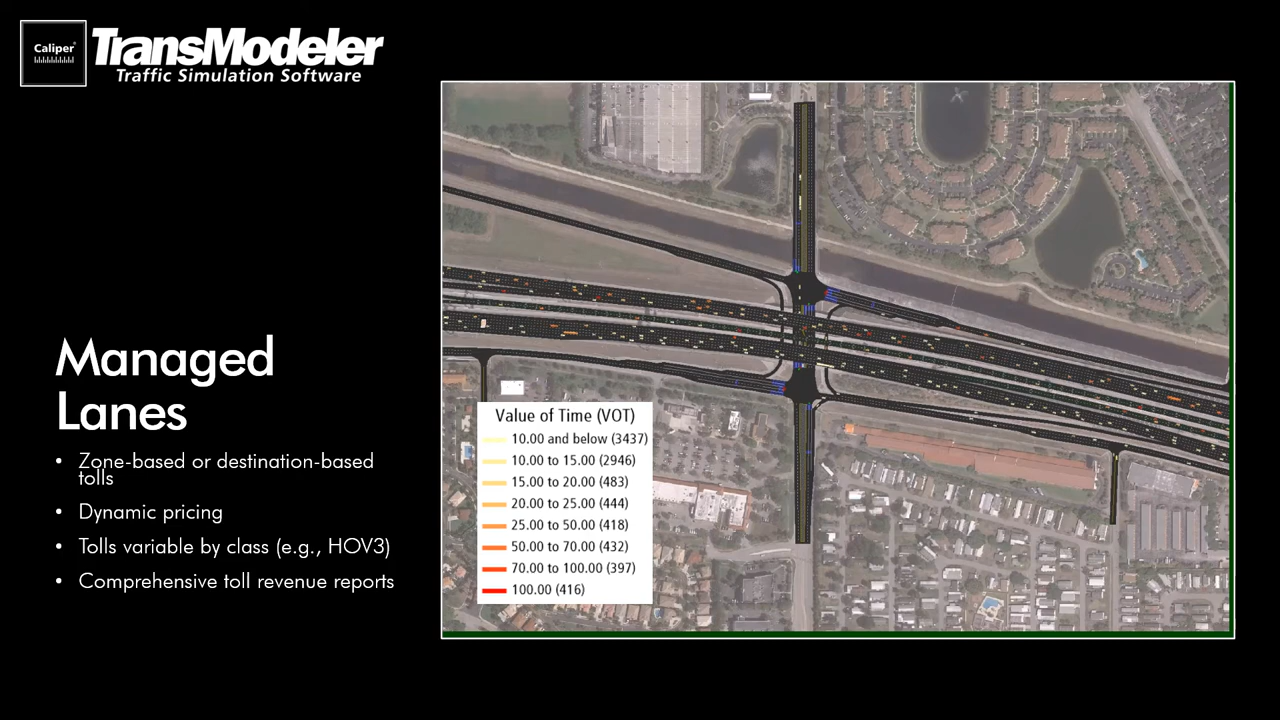 Caliper®
TransModeler
Traffic Simulation Software
Managed
Lanes
• Zone-based or destination-based
tolls
• Dynamic pricing
• Tolls variable by class (e.g., HOV3)
• Comprehensive toll revenue reports
Value of Time (VOT)
10.00 and below (3437)
10.00 to 15.00 (2946)
15.00 to 20.00 (483)
20.00 to 25.00 (444)
25.00 to 50.00 (418)
50.00 to 70.00 (432)
70.00 to 100.00 (397)
100.00 (416)